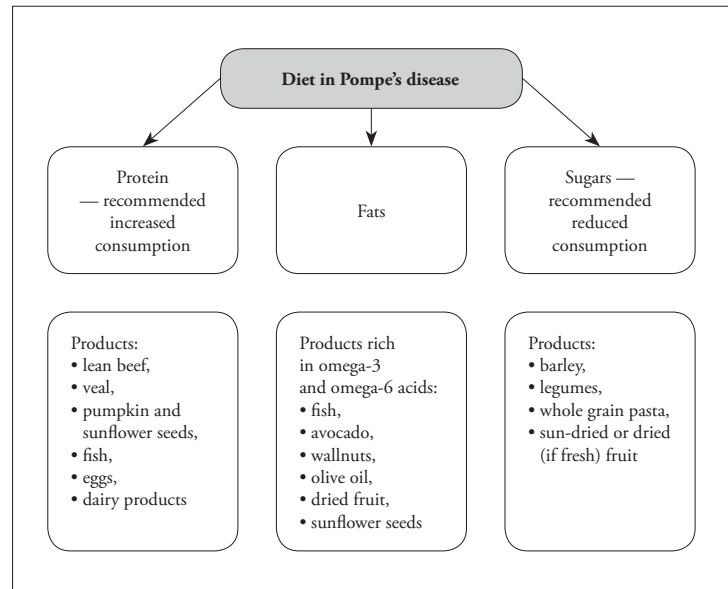 Diet in Pompe's disease
Protein
— recommended
increased
consumption
Fats
Sugars —
recommended
reduced
consumption
Products:
• lean beef,
• veal,
• pumpkin and
sunflower seeds,
• fish,
• eggs,
• dairy products
Products rich
in omega-3
and omega-6 acids:
• fish,
• avocado,
• wallnuts,
• olive oil,
• dried fruit,
• sunflower seeds
Products:
• barley,
• legumes,
• whole grain pasta,
• sun-dried or dried
(if fresh) fruit